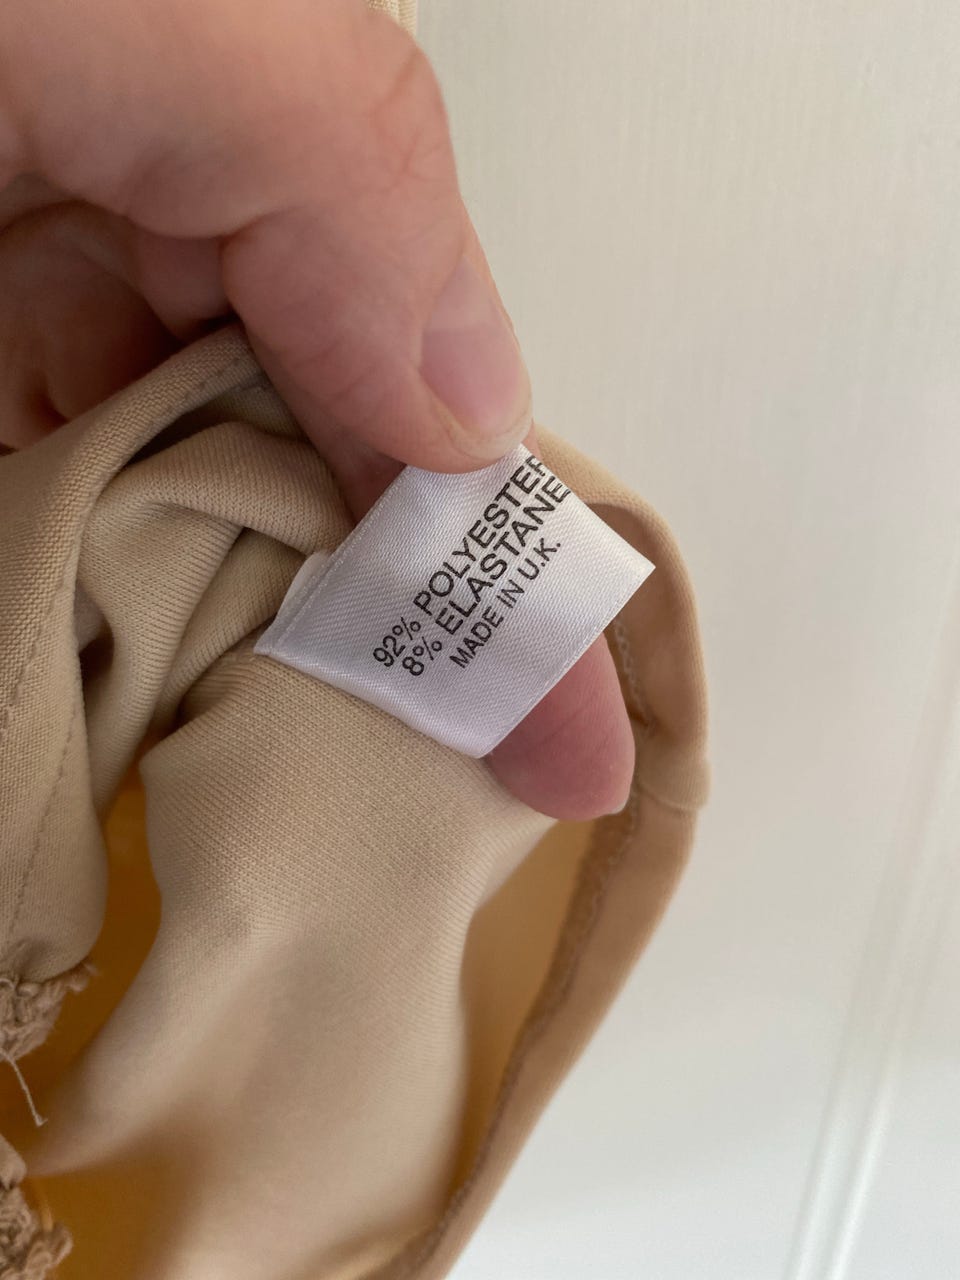 92% POLYESTER
8% ELASTANE
MADE IN U.K.